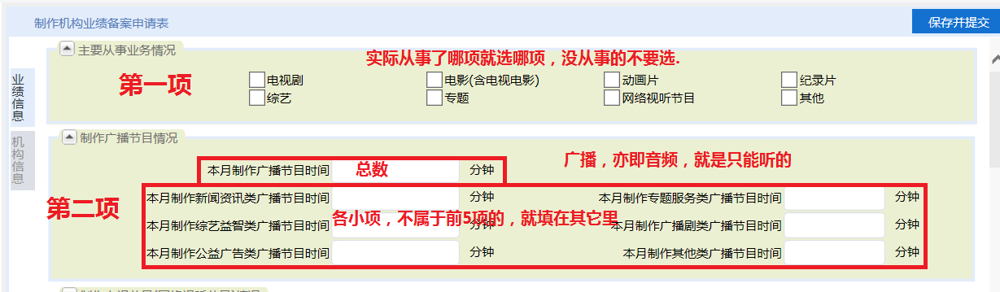 制作机构业绩备案申请表
保存并提交
主要从事业务情况
实际从事了哪项就选哪项，没从事的不要选.
业绩信息
第一项
电视剧 电影(含电视电影) 动画片 纪录片
综艺 专题 网络视听节目 其他
机构信息
制作广播节目情况
广播，亦即音频，就是只能听的
本月制作广播节目时间 总数 分钟
第二项
本月制作新闻资讯类广播节目时间 分钟 本月制作专题服务类广播节目时间 分钟
各小项，不属于前5项的，就填在其它里
本月制作综艺益智类广播节目时间 分钟 本月制作广播剧类广播节目时间 分钟
本月制作公益广告类广播节目时间 分钟 本月制作其他类广播节目时间 分钟